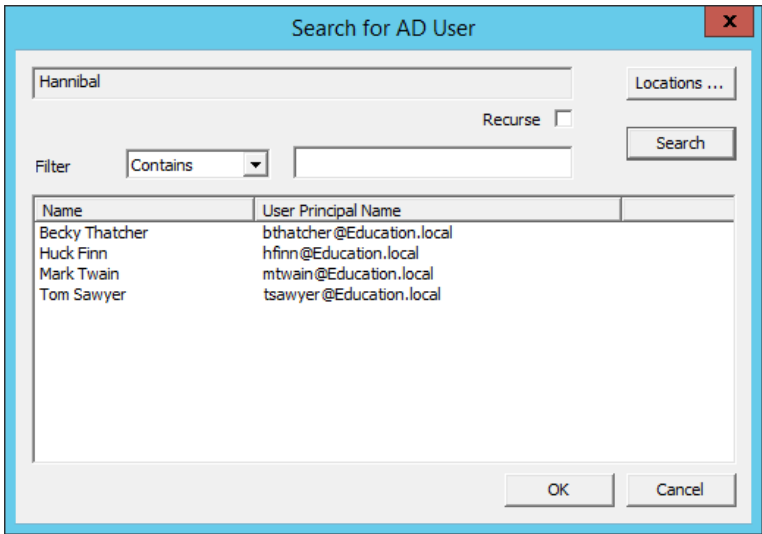 Search for AD User
x
Hannibal
Locations ...
Recurse
Search
Filter Contains
Name User Principal Name
Becky Thatcher bthatcher@Education.local
Huck Finn hfinn@Education.local
Mark Twain mtwain@Education.local
Tom Sawyer tsawyer@Education.local
OK Cancel